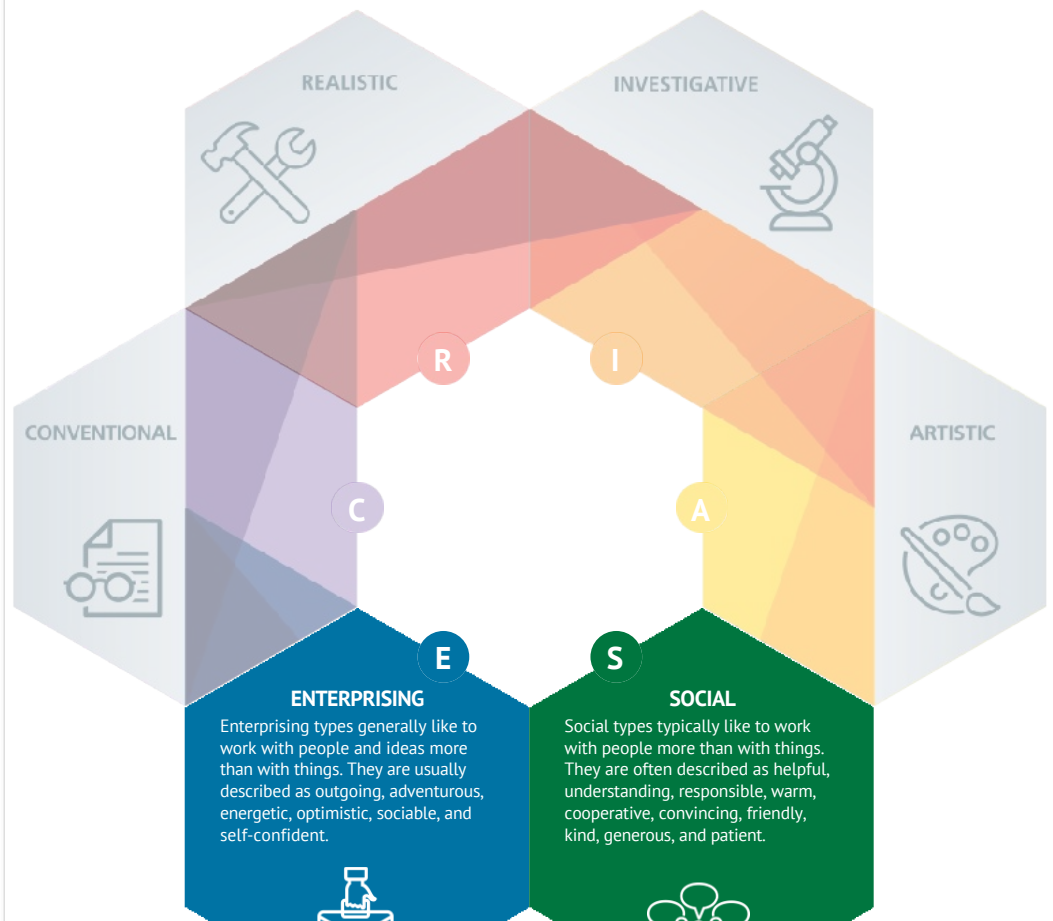 REALISTIC
INVESTIGATIVE
R
I
CONVENTIONAL
ARTISTIC
C
A
E
S
ENTERPRISING
Enterprising types generally like to
work with people and ideas more
than with things. They are usually
described as outgoing, adventurous,
energetic, optimistic, sociable, and
self-confident.
SOCIAL
Social types typically like to work
with people more than with things.
They are often described as helpful,
understanding, responsible, warm,
cooperative, convincing, friendly,
kind, generous, and patient.